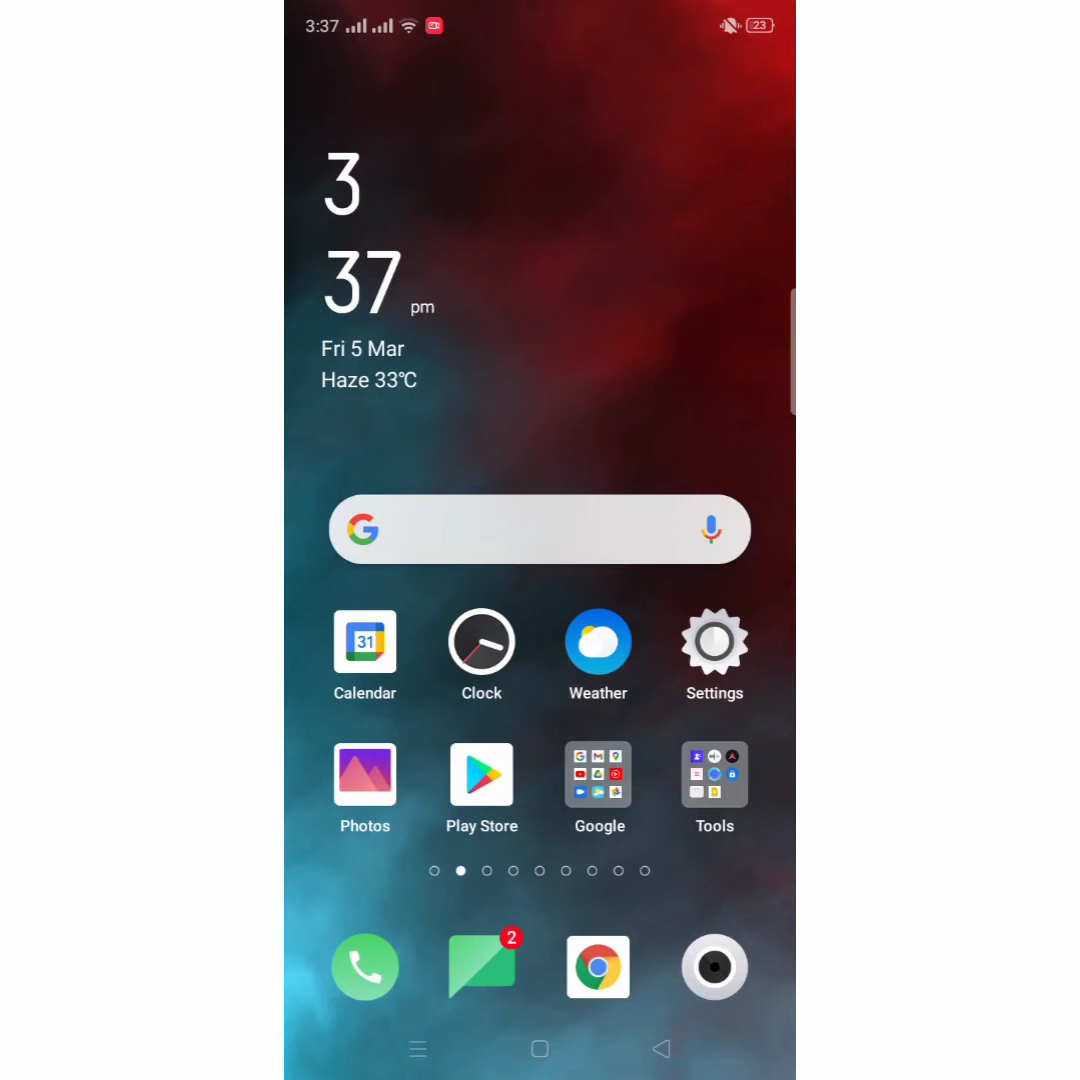 3:37
23
3
37 pm
Fri 5 Mar
Haze 33℃
31
Calendar
Clock
Weather
Settings
Photos
Play Store
Google
Tools
2